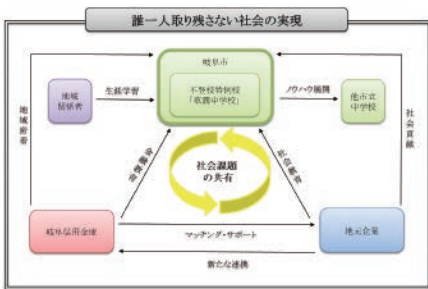 誰一人取り残さない社会の実現
岐阜市
不登校特例校
「草潤中学校」
地域
関係者
生涯学習
ノウハウ展開
他市立
中学校
地域密着
社会貢献
社会課題
の共有
岐阜信用金庫
マッチング・サポート
新たな連携
地元企業